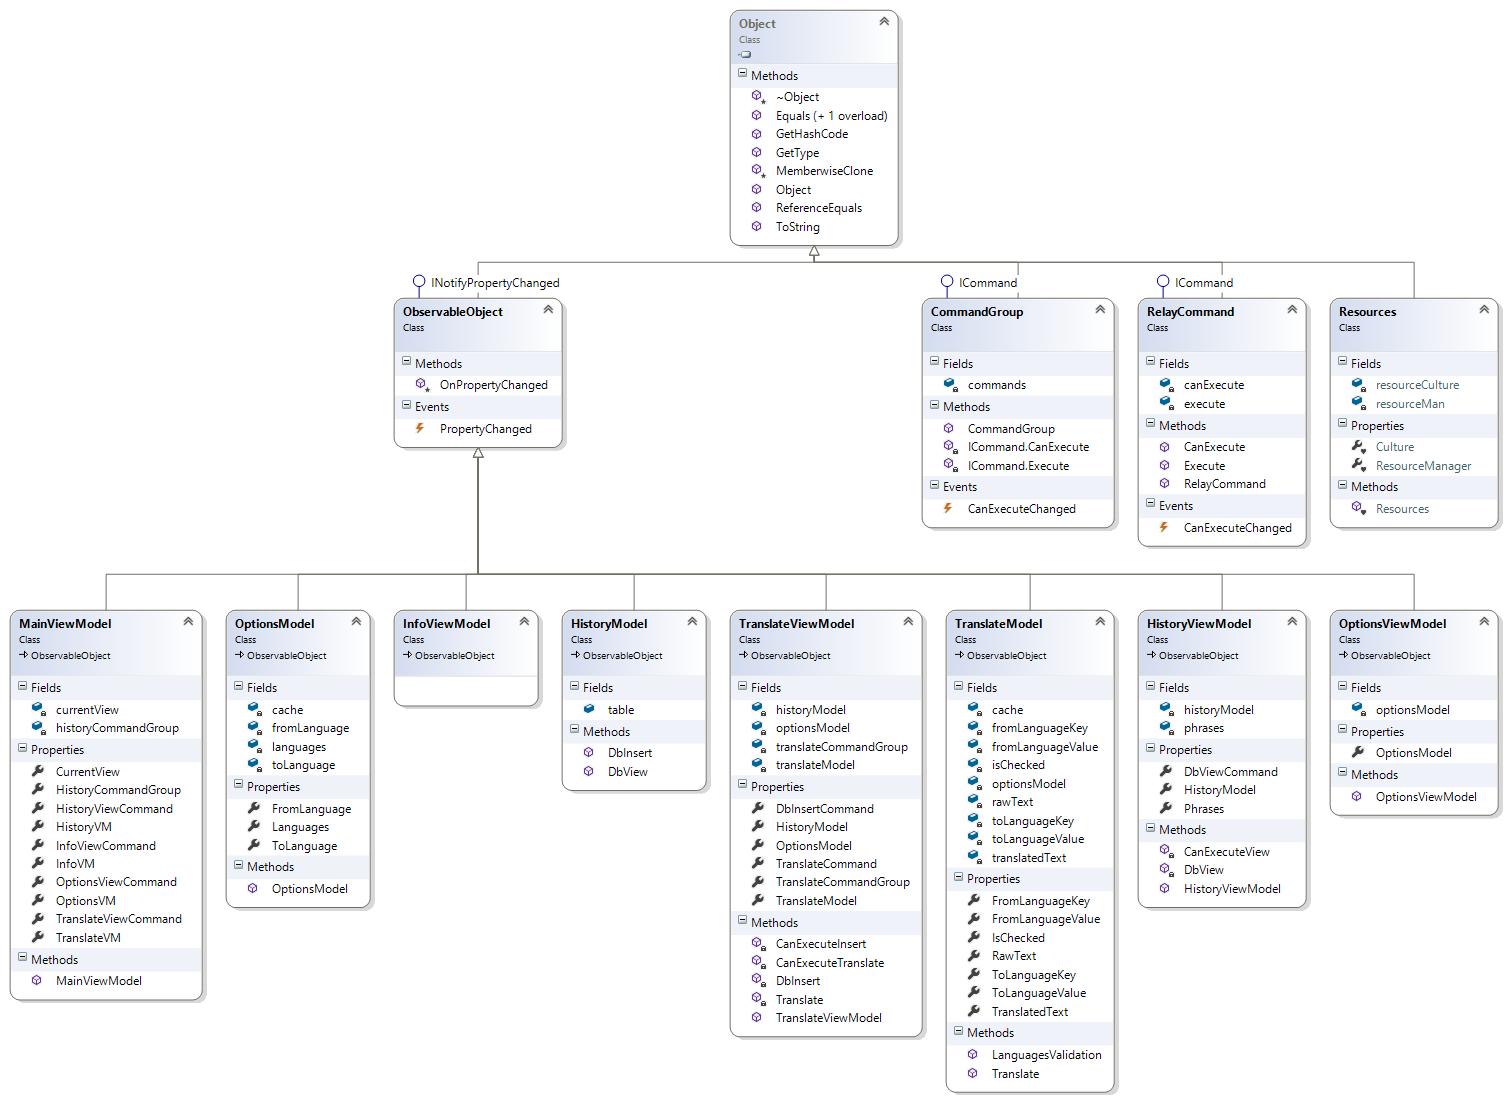 Object
Class
Methods
~Object
Equals (+ 1 overload)
GetHashCode
GetType
MemberwiseClone
Object
ReferenceEquals
ToString
INotifyPropertyChanged
ObservableObject
Class
Methods
OnPropertyChanged
Events
PropertyChanged
ICommand
CommandGroup
Class
Fields
commands
Methods
CommandGroup
ICommand.CanExecute
ICommand.Execute
Events
CanExecuteChanged
ICommand
RelayCommand
Class
Fields
canExecute
execute
Methods
CanExecute
Execute
RelayCommand
Events
CanExecuteChanged
Resources
Class
Fields
resourceCulture
resourceMan
Properties
Culture
ResourceManager
Methods
Resources
MainViewModel
Class
ObservableObject
Fields
currentView
historyCommandGroup
Properties
CurrentView
HistoryCommandGroup
HistoryViewCommand
HistoryVM
InfoViewCommand
InfoVM
OptionsViewCommand
OptionsVM
TranslateViewCommand
TranslateVM
Methods
MainViewModel
OptionsModel
Class
ObservableObject
Fields
cache
fromLanguage
languages
toLanguage
Properties
FromLanguage
Languages
ToLanguage
Methods
OptionsModel
InfoViewModel
Class
ObservableObject
HistoryModel
Class
ObservableObject
Fields
table
Methods
DbInsert
DbView
TranslateViewModel
Class
ObservableObject
Fields
historyModel
optionsModel
translateCommandGroup
translateModel
Properties
DbInsertCommand
HistoryModel
OptionsModel
TranslateCommand
TranslateCommandGroup
TranslateModel
Methods
CanExecuteInsert
CanExecuteTranslate
DbInsert
Translate
TranslateViewModel
TranslateModel
Class
ObservableObject
Fields
cache
fromLanguageKey
fromLanguageValue
isChecked
optionsModel
rawText
toLanguageKey
toLanguageValue
translatedText
Properties
FromLanguageKey
FromLanguageValue
IsChecked
RawText
ToLanguageKey
ToLanguageValue
TranslatedText
Methods
LanguagesValidation
Translate
HistoryViewModel
Class
ObservableObject
Fields
historyModel
phrases
Properties
DbViewCommand
HistoryModel
Phrases
Methods
CanExecuteView
DbView
HistoryViewModel
OptionsViewModel
Class
ObservableObject
Fields
optionsModel
Properties
OptionsModel
Methods
OptionsViewModel